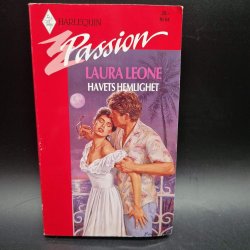 HARLEQUIN
Passion
LAURA LEONE
HAVETS HEMLIGHET